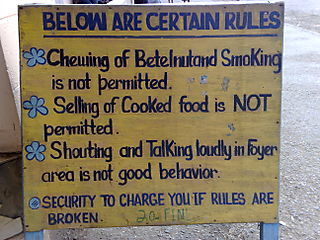 BELOW ARE CERTAIN RULES
Chewing of Betelnutand SmoKing
is not permitted.
Selling of CooKed food is NOT
permitted.
Shouting and TalKing loudly in Foyer
area is not good behavior.
SECURITY TO CHARGE YOU IF RULES ARE
BROKEN.